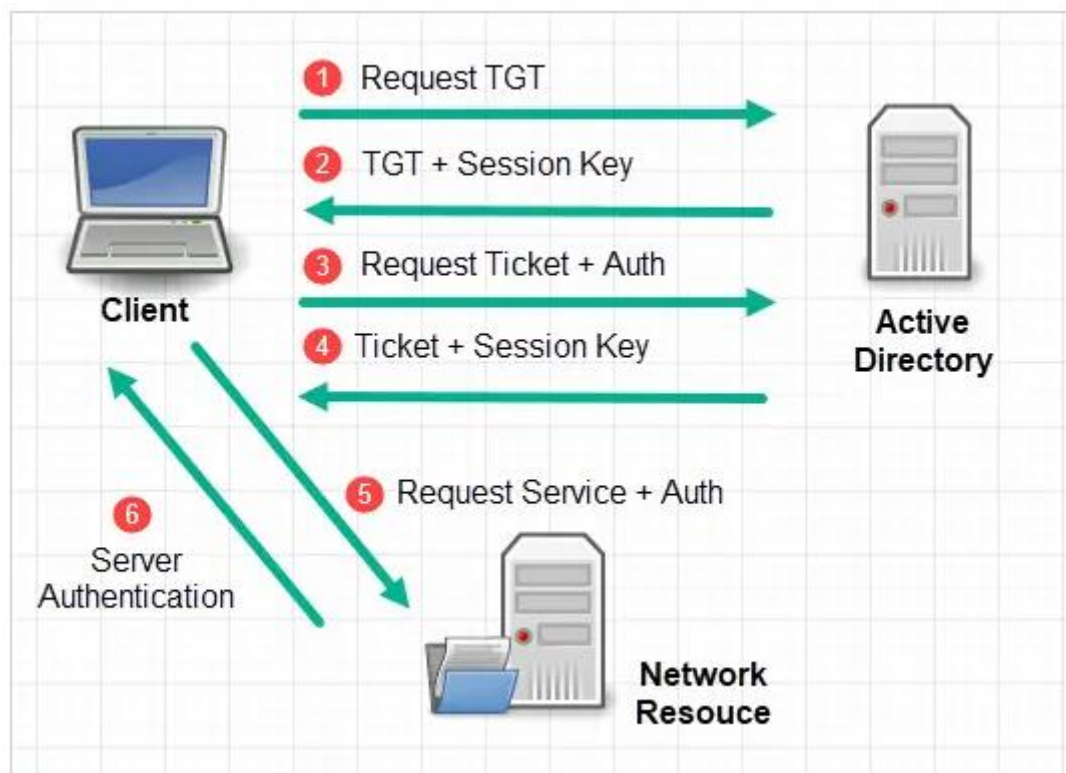 1 Request TGT
2 TGT + Session Key
3 Request Ticket + Auth
Client
4 Ticket + Session Key
Active
Directory
5 Request Service + Auth
6
Server
Authentication
Network
Resouce